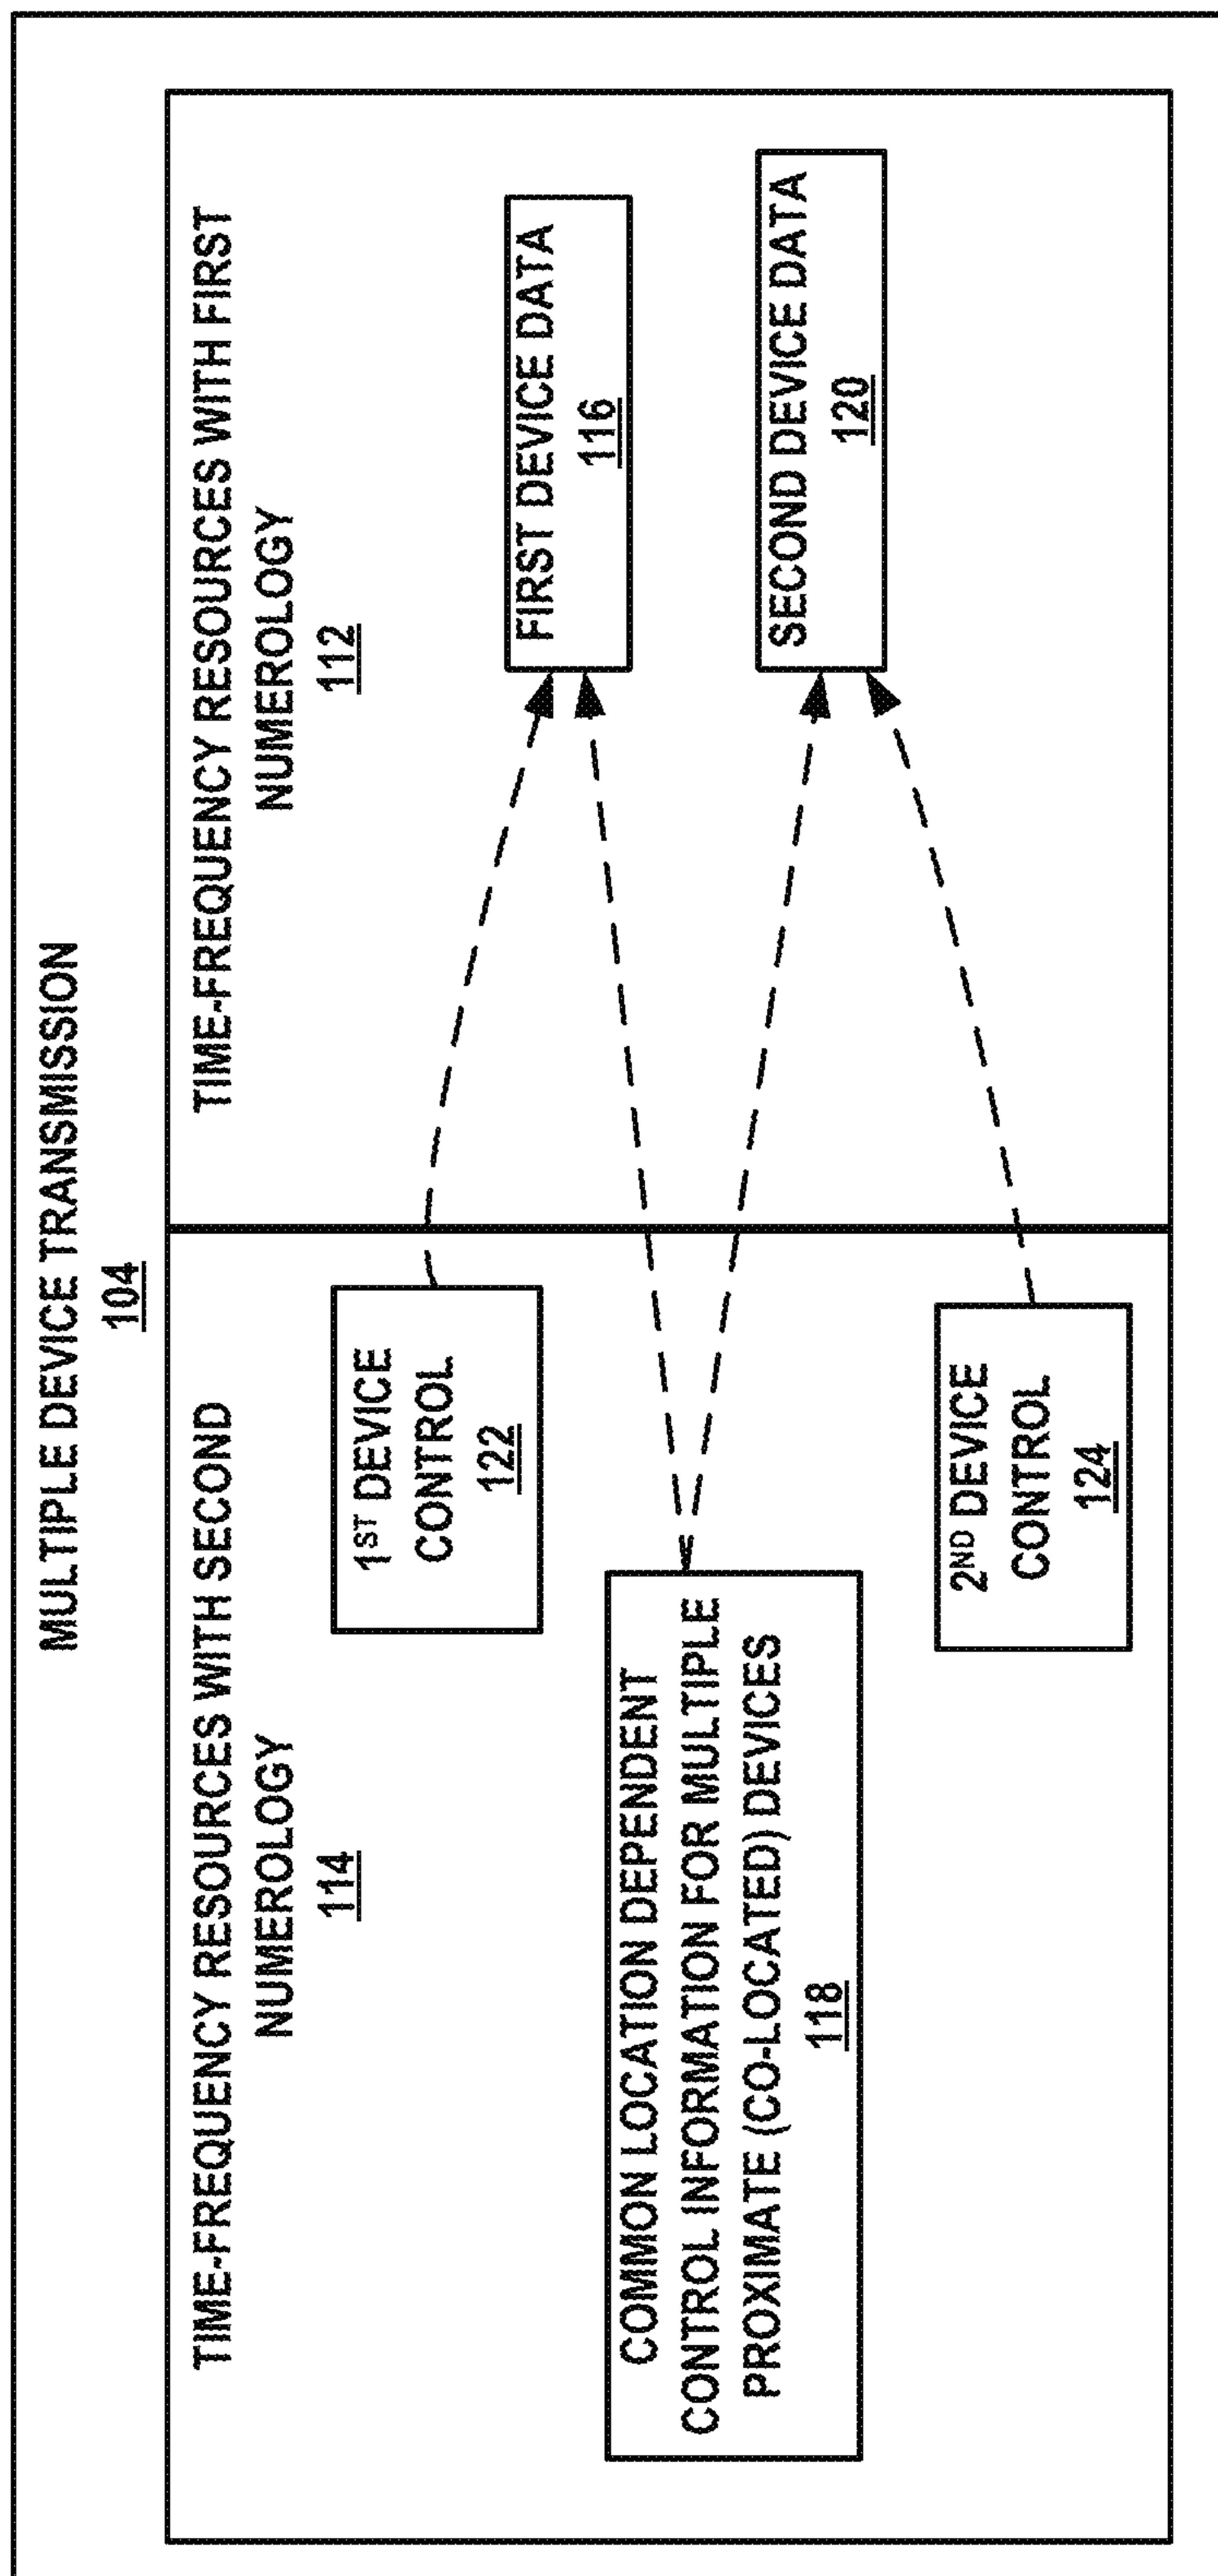 MULTIPLE DEVICE TRANSMISSION
104
TIME-FREQUENCY RESOURCES WITH SECOND
NUMEROLOGY
114
1ST DEVICE
CONTROL
122
COMMON LOCATION DEPENDENT
CONTROL INFORMATION FOR MULTIPLE
PROXIMATE (CO-LOCATED) DEVICES
118
2ND DEVICE
CONTROL
124
TIME-FREQUENCY RESOURCES WITH FIRST
NUMEROLOGY
112
FIRST DEVICE DATA
116
SECOND DEVICE DATA
120